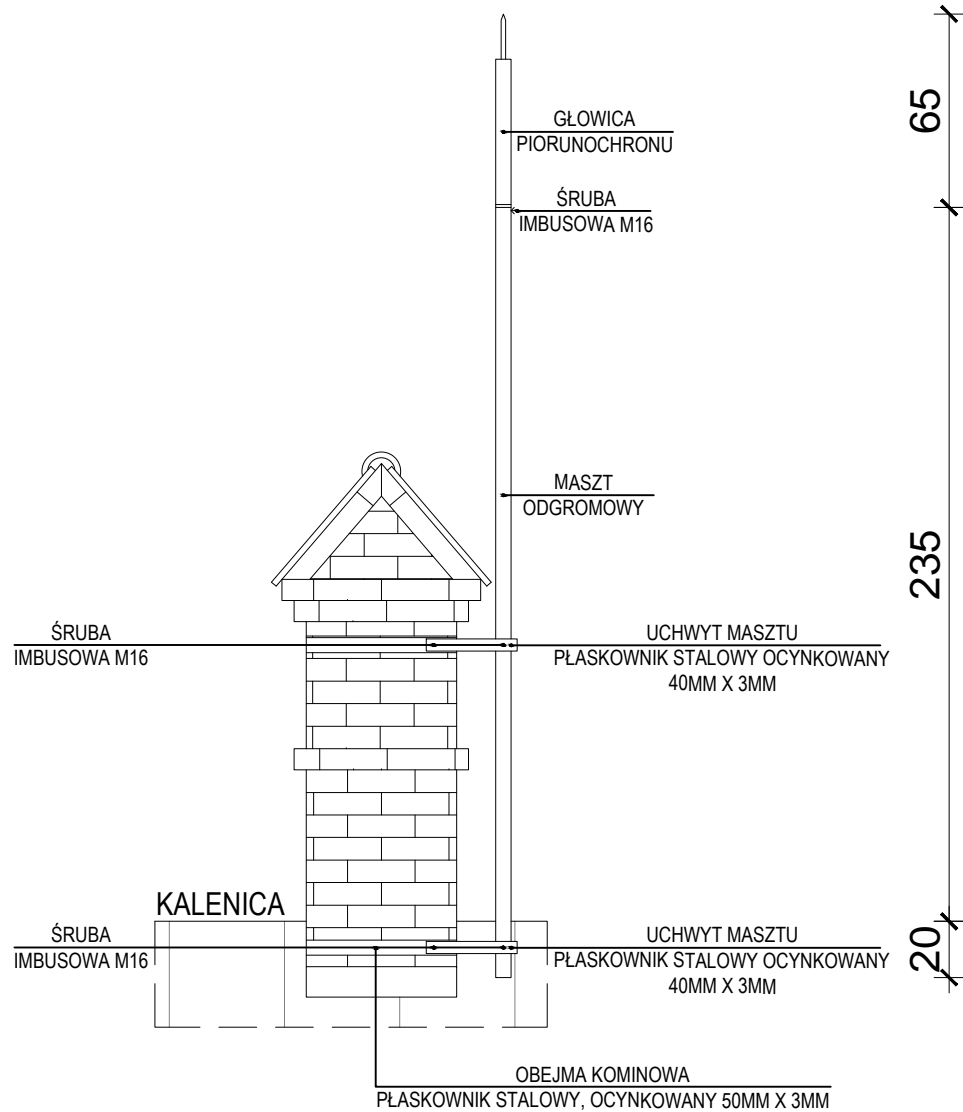 65
GŁOWICA
PIORUNOCHRONU
ŚRUBA
IMBUSOWA M16
MASZT
ODGROMOWY
235
ŚRUBA
IMBUSOWA M16
UCHWYT MASZTU
PŁASKOWNIK STALOWY OCYNKOWANY
40MM X 3MM
KALENICA
ŚRUBA
IMBUSOWA M16
UCHWYT MASZTU
PŁASKOWNIK STALOWY OCYNKOWANY
40MM X 3MM
20
OBEJMA KOMINOWA
PŁASKOWNIK STALOWY, OCYNKOWANY 50MM X 3MM